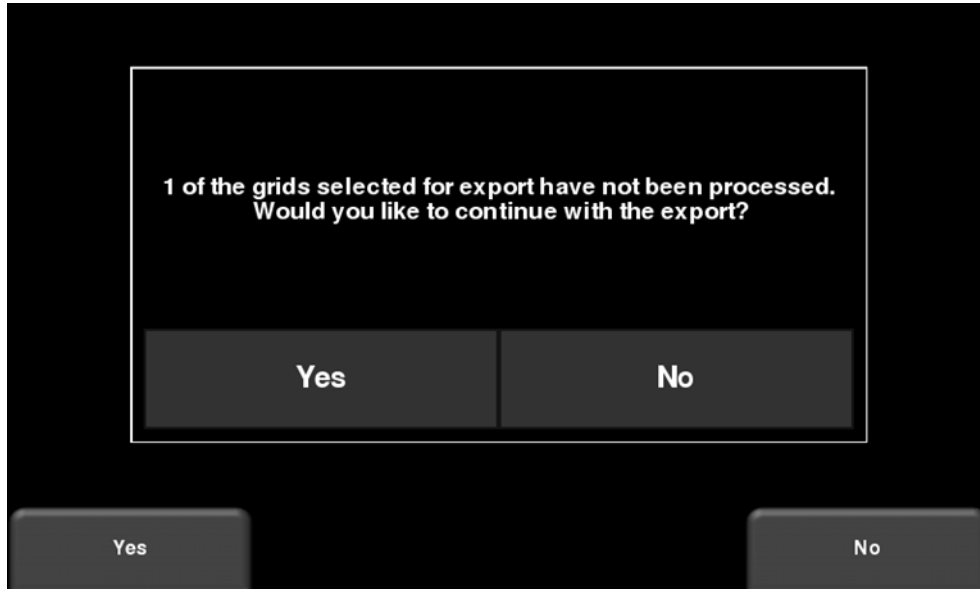 1 of the grids selected for export have not been processed.
Would you like to continue with the export?
Yes
No
Yes
No